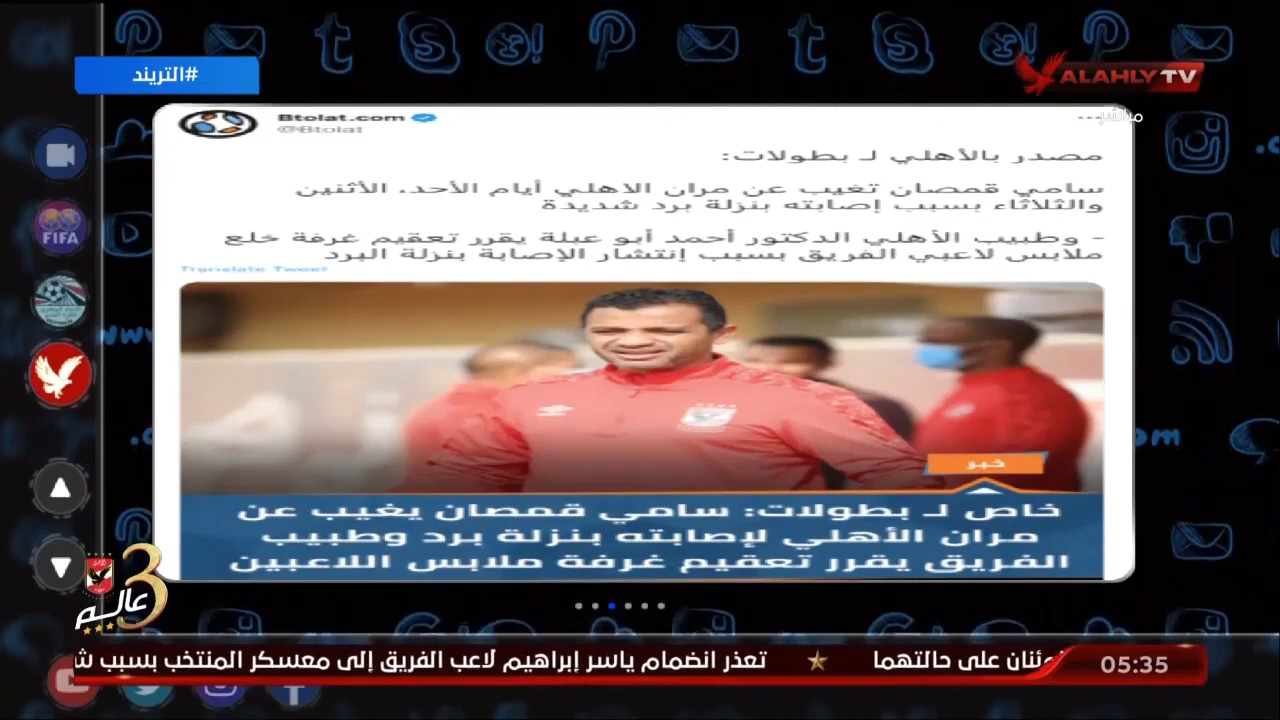 #التريند
ALAHLY TV
مباشر
Btolat.com
@Btolat
مصدر بالأهلي لـ بطولات:
سامي قمصان تغيب عن مران الاهلي أيام الأحد، الأثنين
والثلاثاء بسبب إصابته بنزلة برد شديدة
- وطبيب الأهلي الدكتور أحمد أبو عبلة يقرر تعقيم غرفة خلع
ملابس لاعبي الفريق بسبب إنتشار الإصابة بنزلة البرد
Translate Tweet
FIFA
خبر
خاص لـ بطولات: سامي قمصان يغيب عن
مران الأهلي لإصابته بنزلة برد وطبيب
الفريق يقرر تعقيم غرفة ملابس اللاعبين
3
عالم
على حالتهما
تعذر انضمام ياسر إبراهيم لاعب الفريق إلى معسكر المنتخب بسبب
05:35